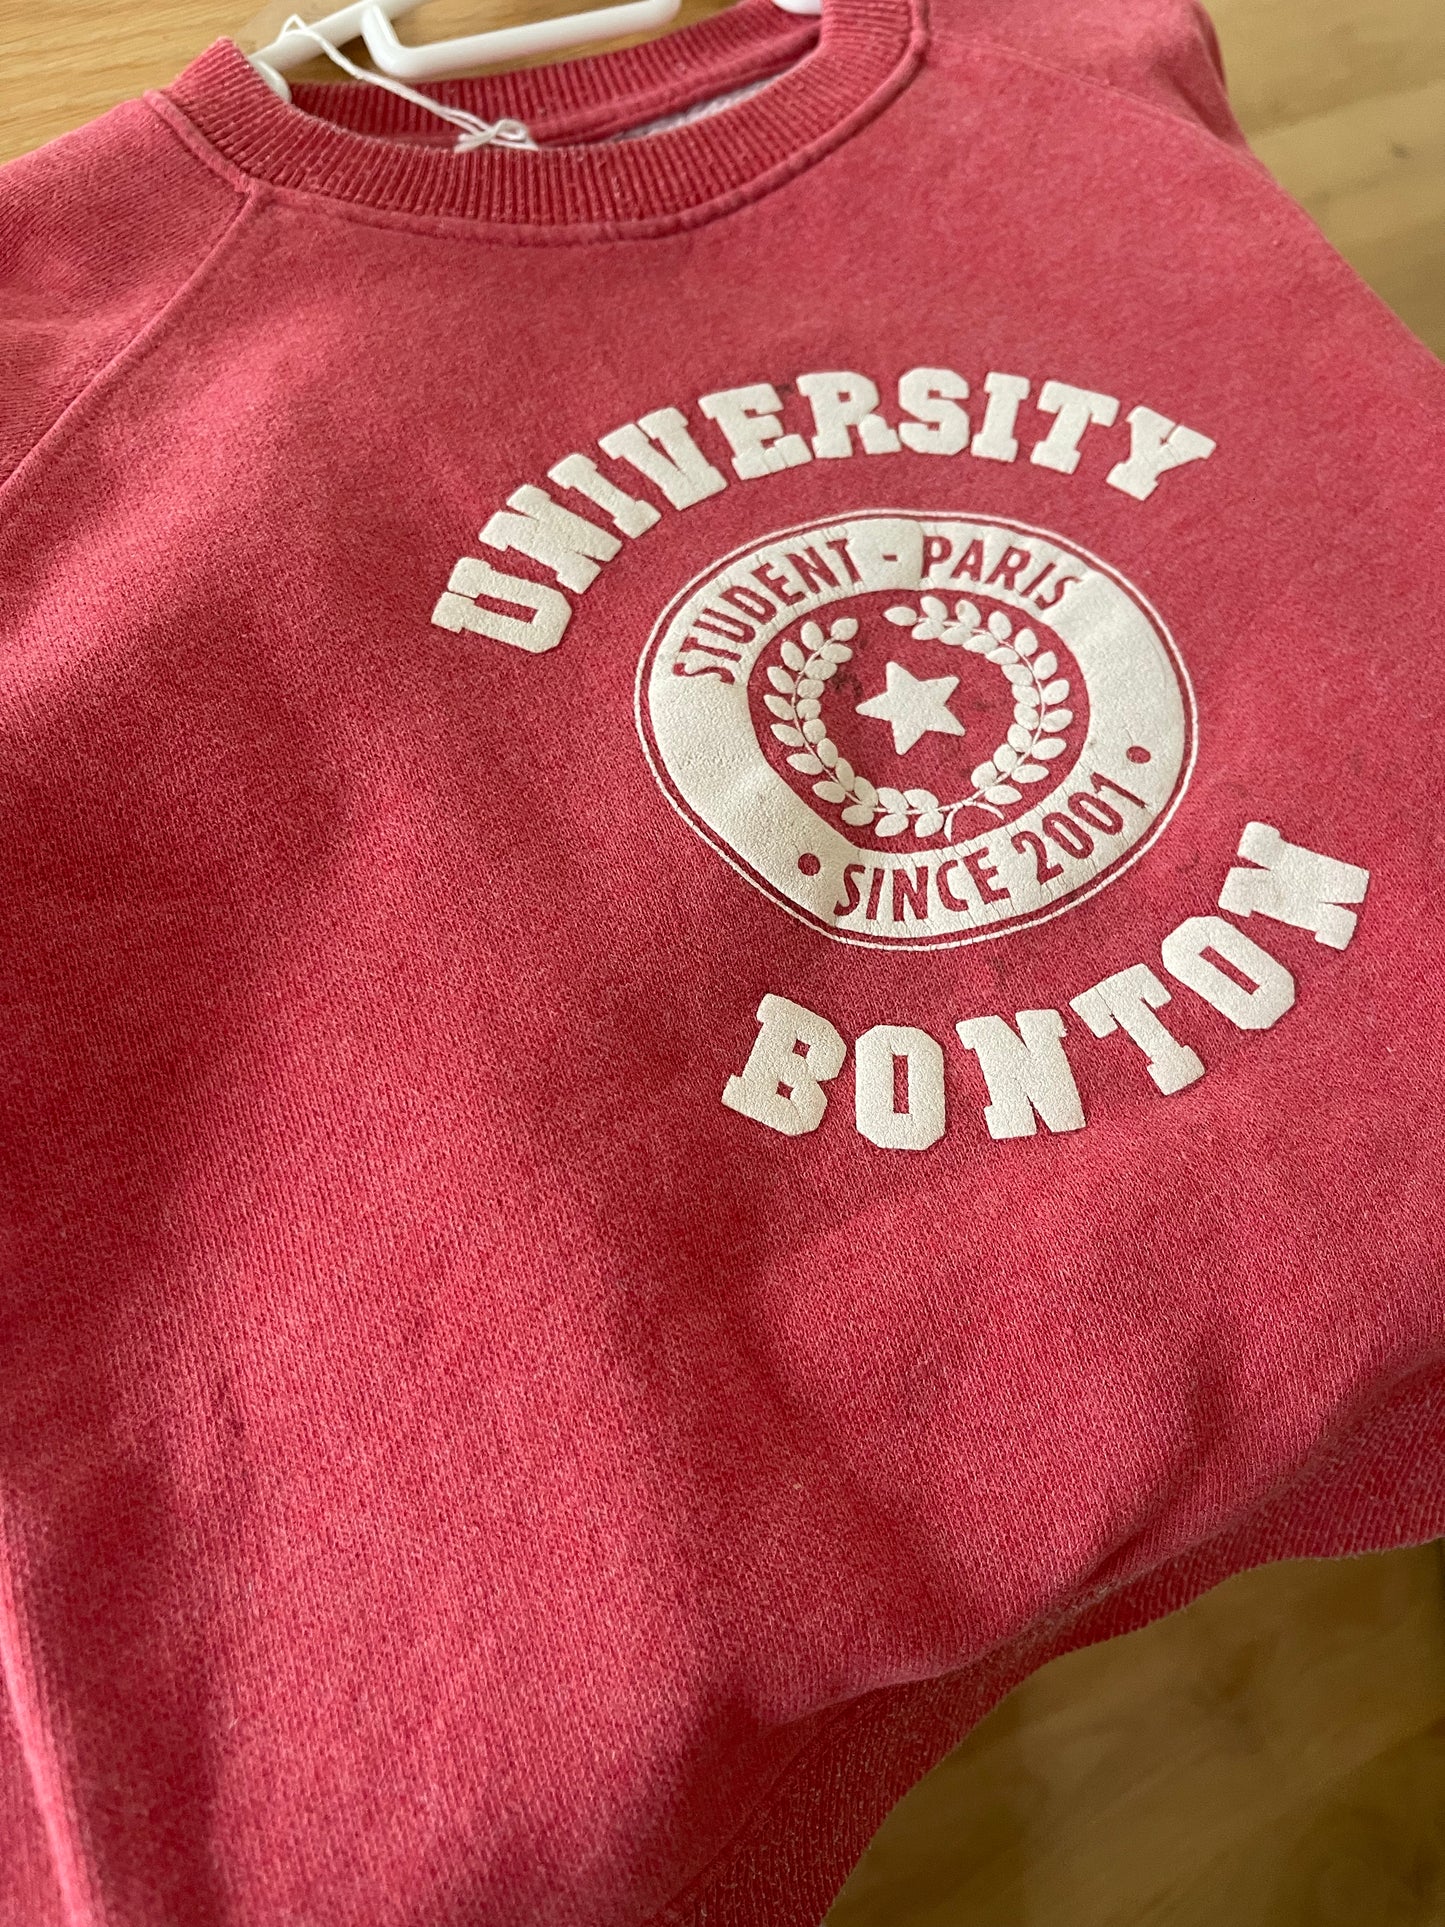 UNIVERSITY
STUDENT - PARIS
• SINCE 2001 •
BONTON